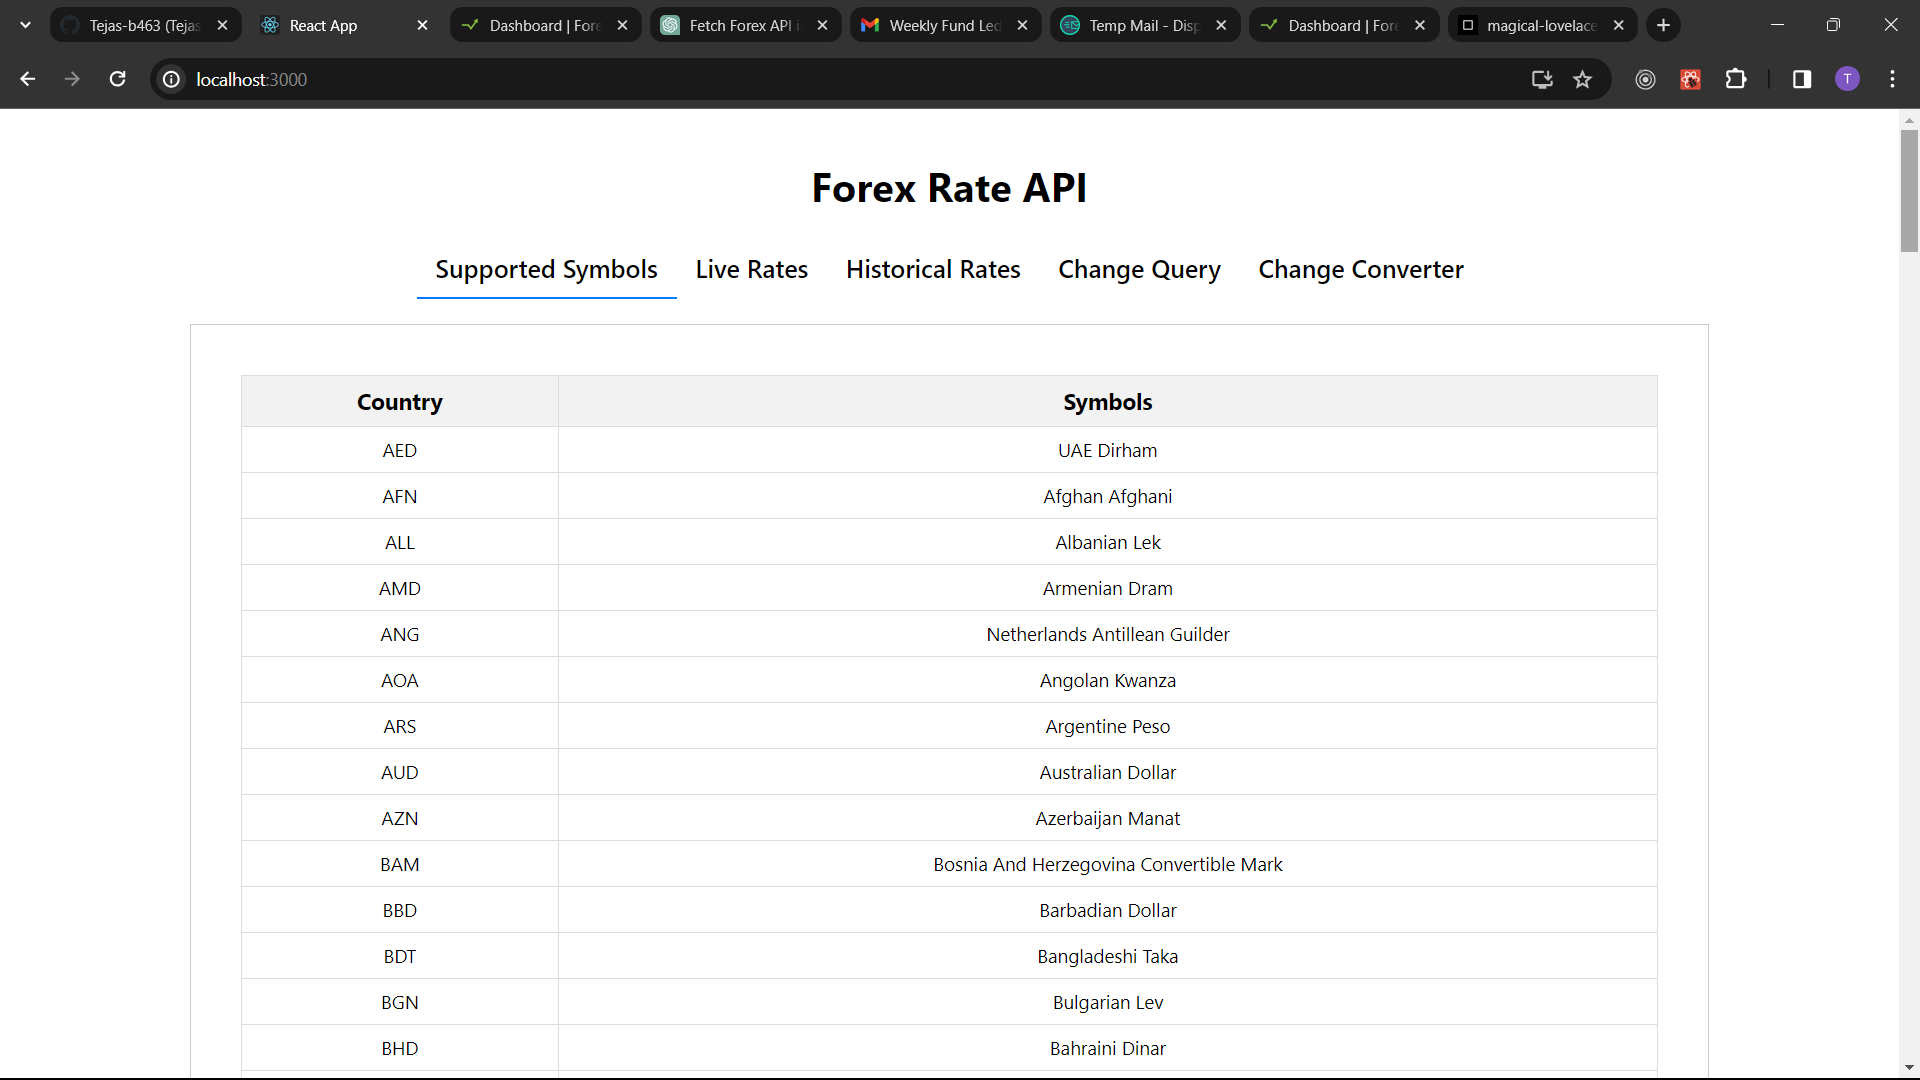 Tejas-b463 (Tejas
React App
Dashboard | Fore
Fetch Forex API i
Weekly Fund Led
Temp Mail - Disp
Dashboard | Fore
magical-lovelace
localhost:3000
T
Forex Rate API
Supported Symbols Live Rates Historical Rates Change Query Change Converter
Country Symbols
AED UAE Dirham
AFN Afghan Afghani
ALL Albanian Lek
AMD Armenian Dram
ANG Netherlands Antillean Guilder
AOA Angolan Kwanza
ARS Argentine Peso
AUD Australian Dollar
AZN Azerbaijan Manat
BAM Bosnia And Herzegovina Convertible Mark
BBD Barbadian Dollar
BDT Bangladeshi Taka
BGN Bulgarian Lev
BHD Bahraini Dinar